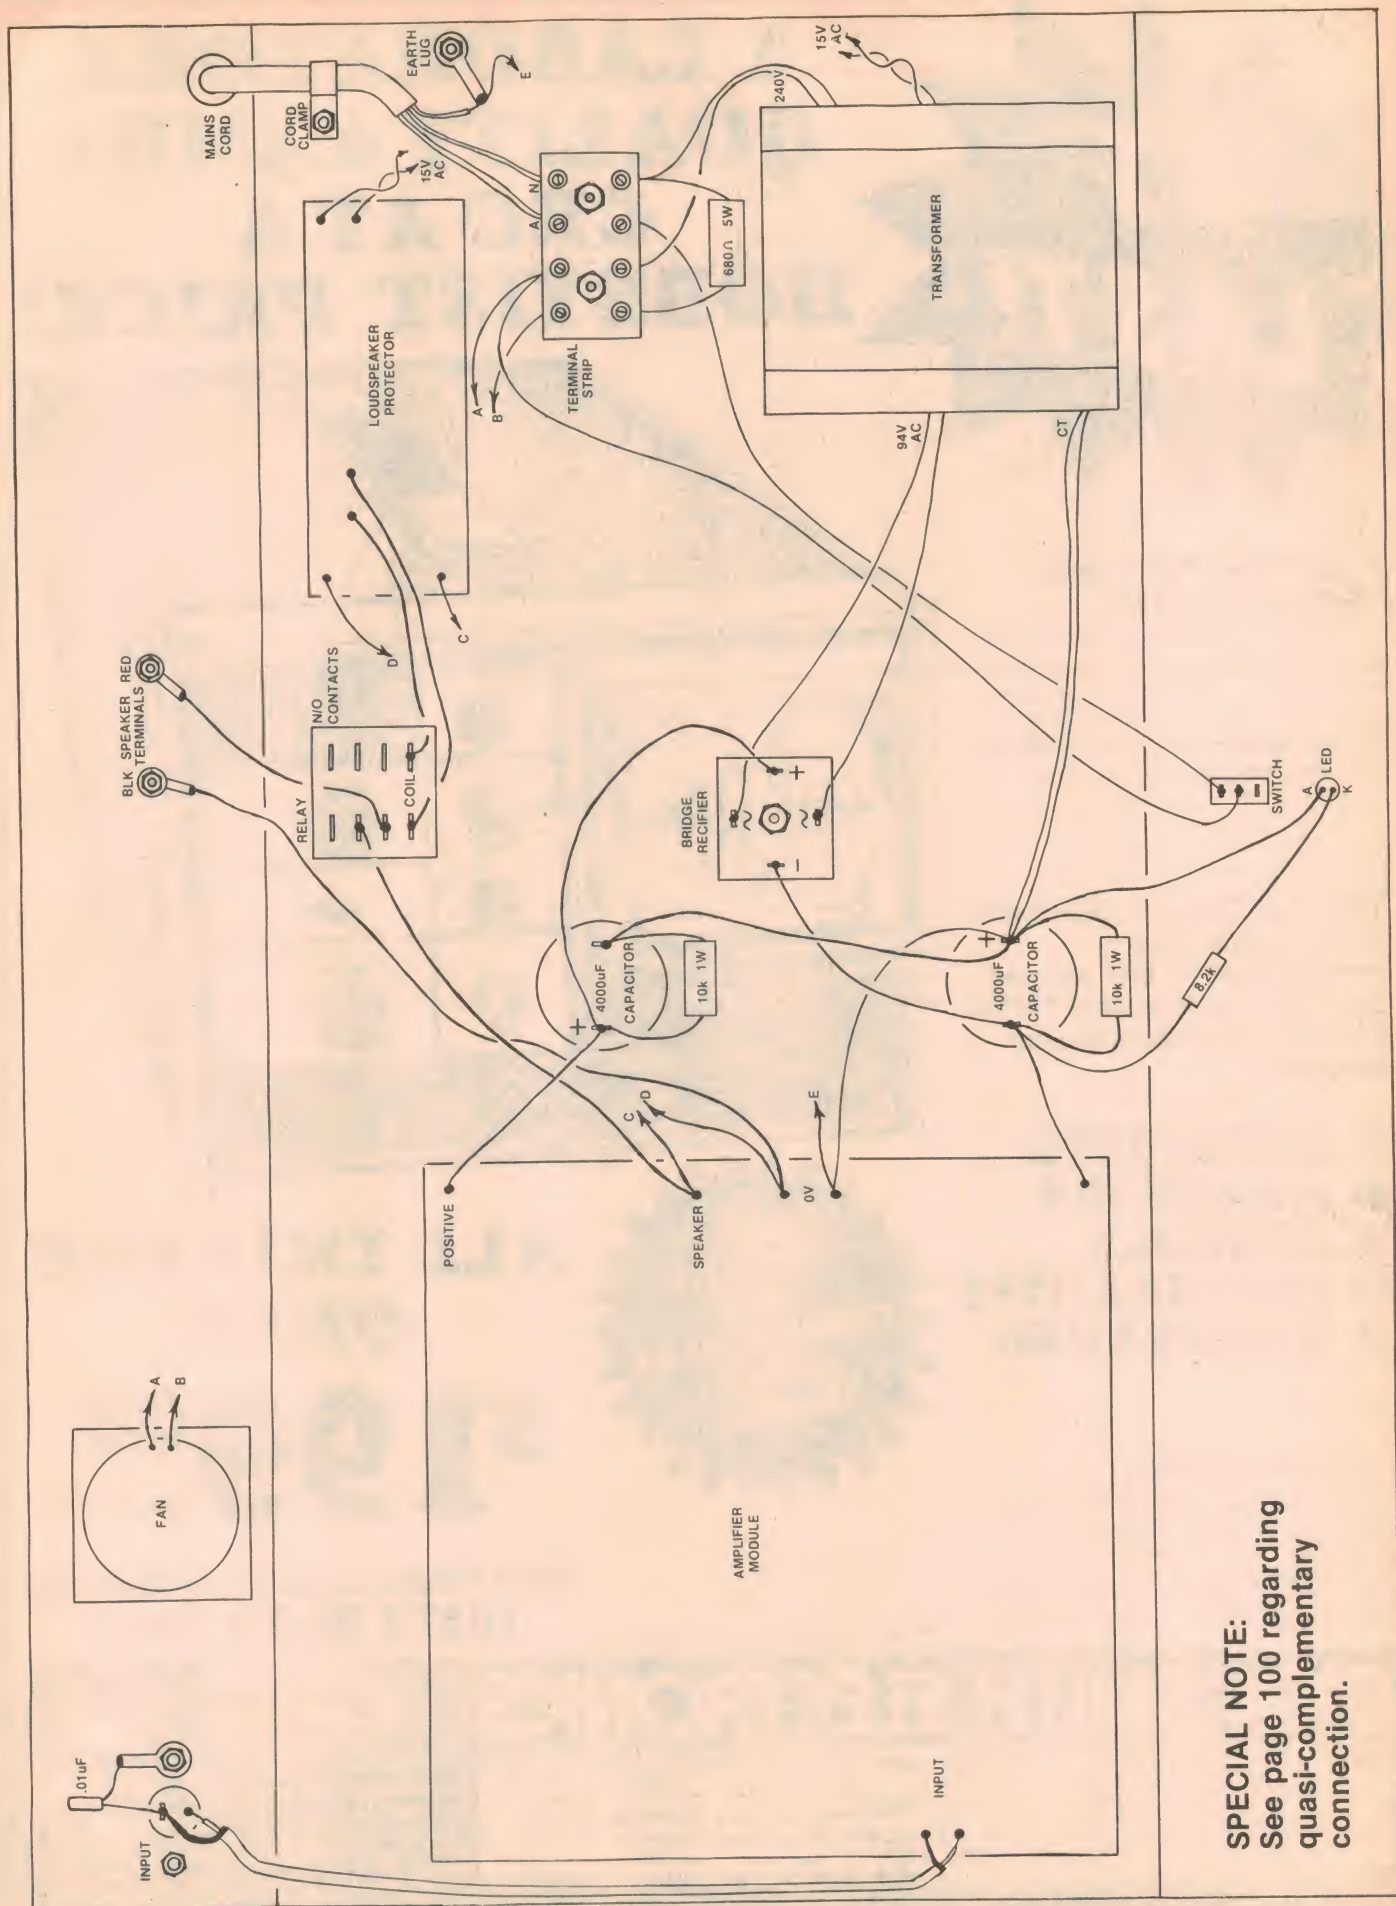 .01uF
INPUT
FAN
A
B
BLK SPEAKER RED
TERMINALS
MAINS
CORD
RELAY
N/O
CONTACTS
COIL
D
C
LOUDSPEAKER
PROTECTOR
15V
AC
CORD
CLAMP
EARTH
LUG
E
A
B
TERMINAL
STRIP
A
N
680Ω 5W
240V
15V
AC
TRANSFORMER
94V
AC
CT
BRIDGE
RECIFIER
+
-
~
~
+
4000uF
CAPACITOR
10k 1W
POSITIVE
SPEAKER
C
D
0V
E
AMPLIFIER
MODULE
INPUT
+
4000uF
CAPACITOR
10k 1W
8.2k
SWITCH
A
LED
K
SPECIAL NOTE:
See page 100 regarding
quasi-complementary
connection.